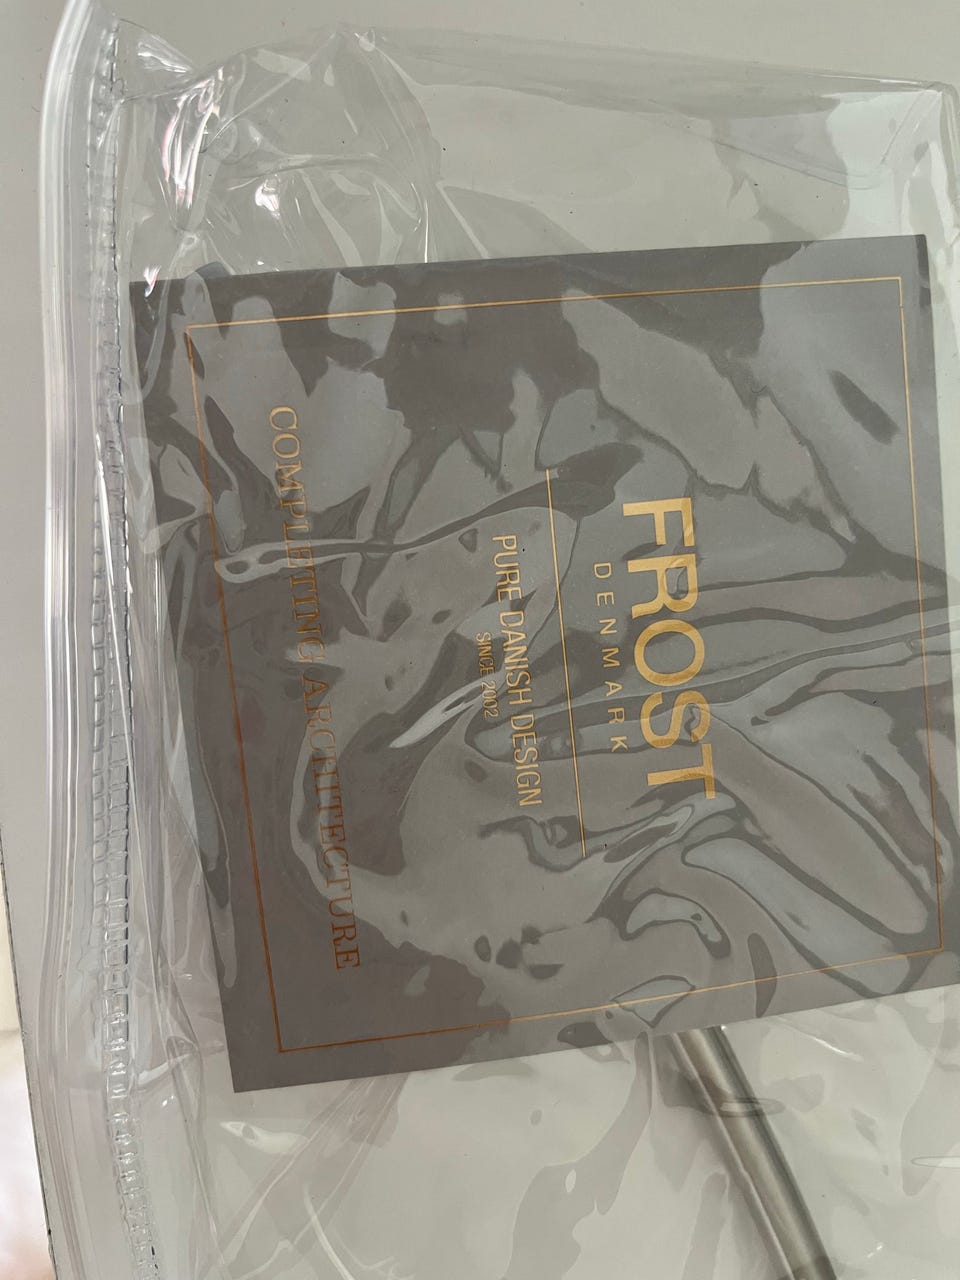 FROST
DENMARK
PURE DANISH DESIGN
SINCE 2002
COMPLETING ARCHITECTURE